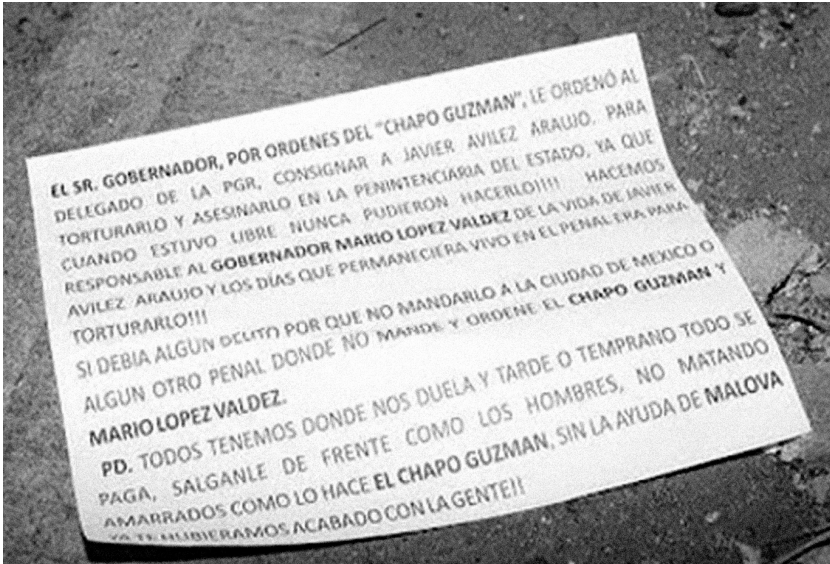 EL SR. GOBERNADOR, POR ORDENES DEL "CHAPO GUZMAN", LE ORDENÓ AL
DELEGADO DE LA PGR, CONSIGNAR A JAVIER AVILEZ ARAUJO, PARA
TORTURARLO Y ASESINARLO EN LA PENINTENCIARIA DEL ESTADO, YA QUE
CUANDO ESTUVO LIBRE NUNCA PUDIERON HACERLO!!!! HACEMOS
RESPONSABLE AL GOBERNADOR MARIO LOPEZ VALDEZ DE LA VIDA DE JAVIER
AVILEZ ARAUJO Y LOS DÍAS QUE PERMANECIERA VIVO EN EL PENAL ERA PARA
TORTURARLO!!!
SI DEBIA ALGUN DELITO POR QUE NO MANDARLO A LA CIUDAD DE MEXICO O
ALGUN OTRO PENAL DONDE NO MANDE Y ORDENE EL CHAPO GUZMAN Y
MARIO LOPEZ VALDEZ.
PD. TODOS TENEMOS DONDE NOS DUELA Y TARDE O TEMPRANO TODO SE
PAGA, SALGANLE DE FRENTE COMO LOS HOMBRES, NO MATANDO
AMARRADOS COMO LO HACE EL CHAPO GUZMAN, SIN LA AYUDA DE MALOVA
YA TE HUBIERAMOS ACABADO CON LA GENTE!!